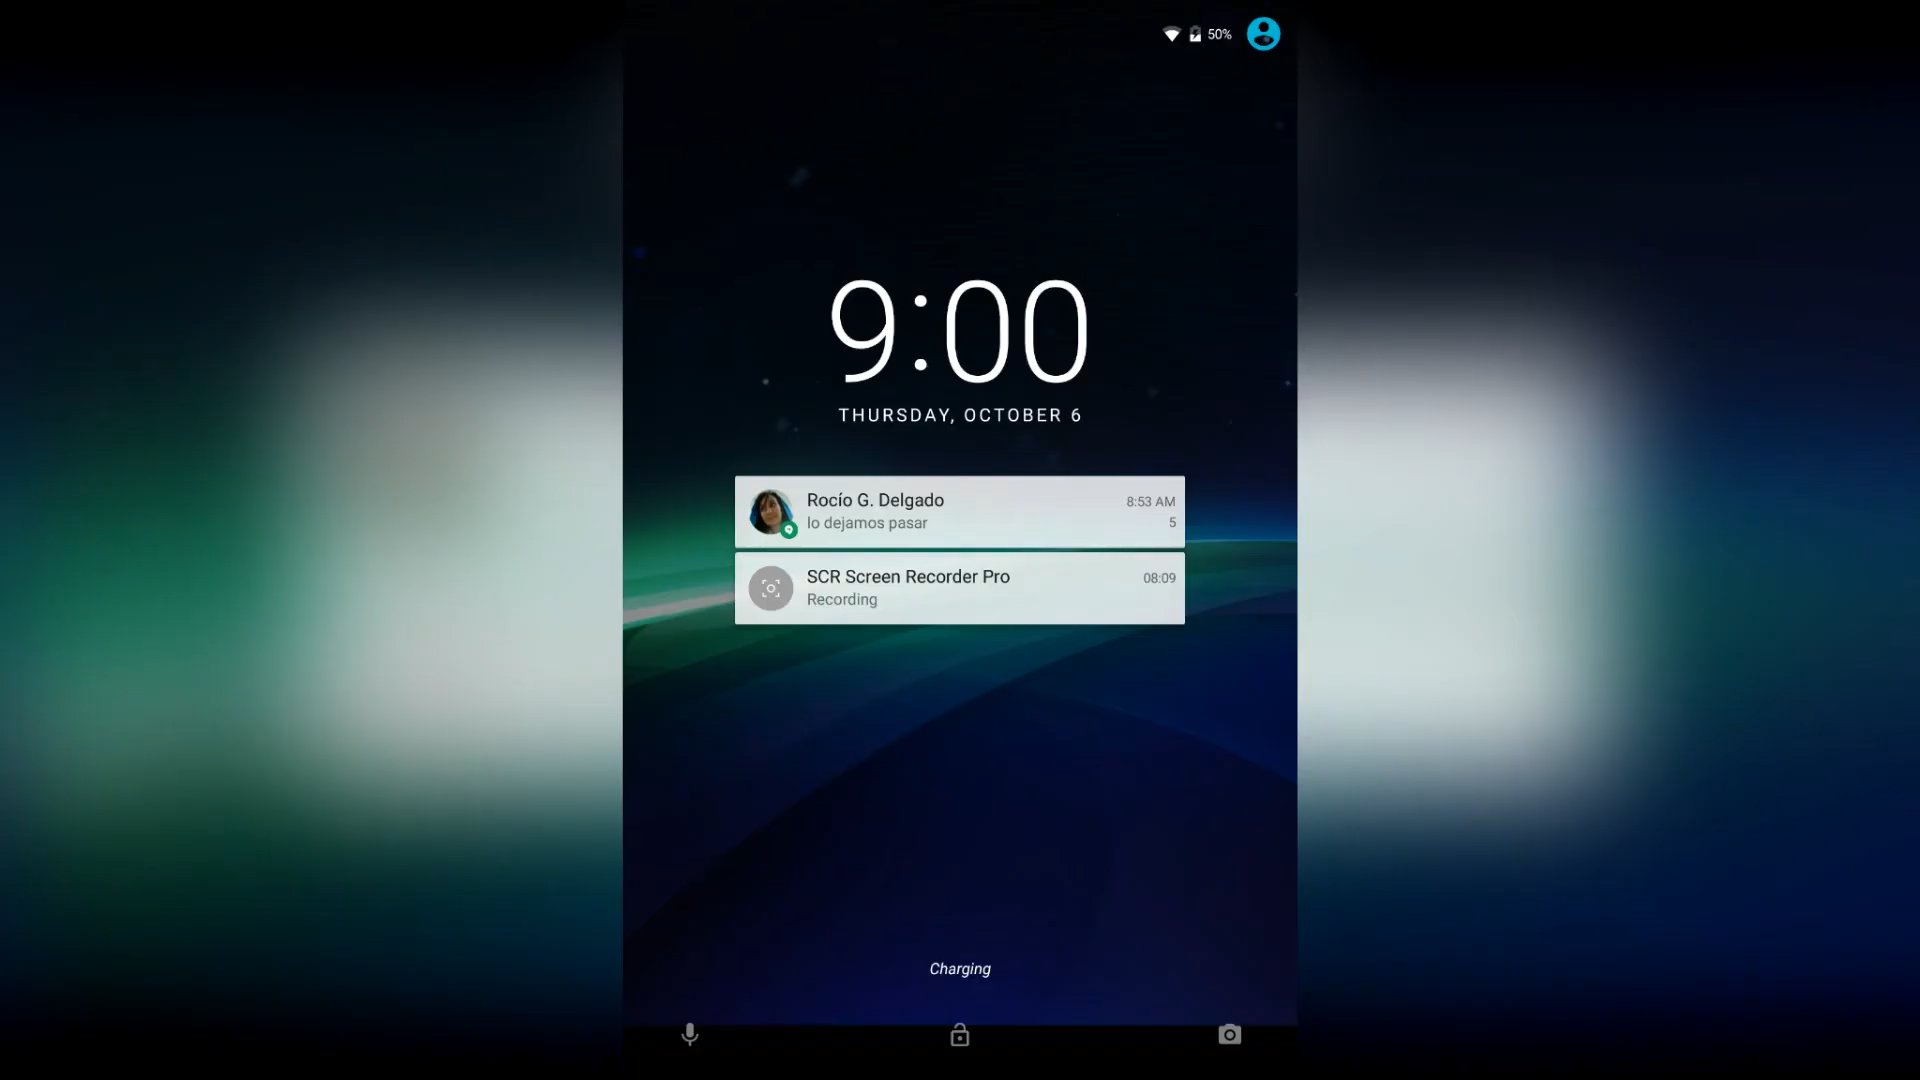 50%
9:00
THURSDAY, OCTOBER 6
Rocío G. Delgado 8:53 AM
lo dejamos pasar 5
SCR Screen Recorder Pro 08:09
Recording
Charging